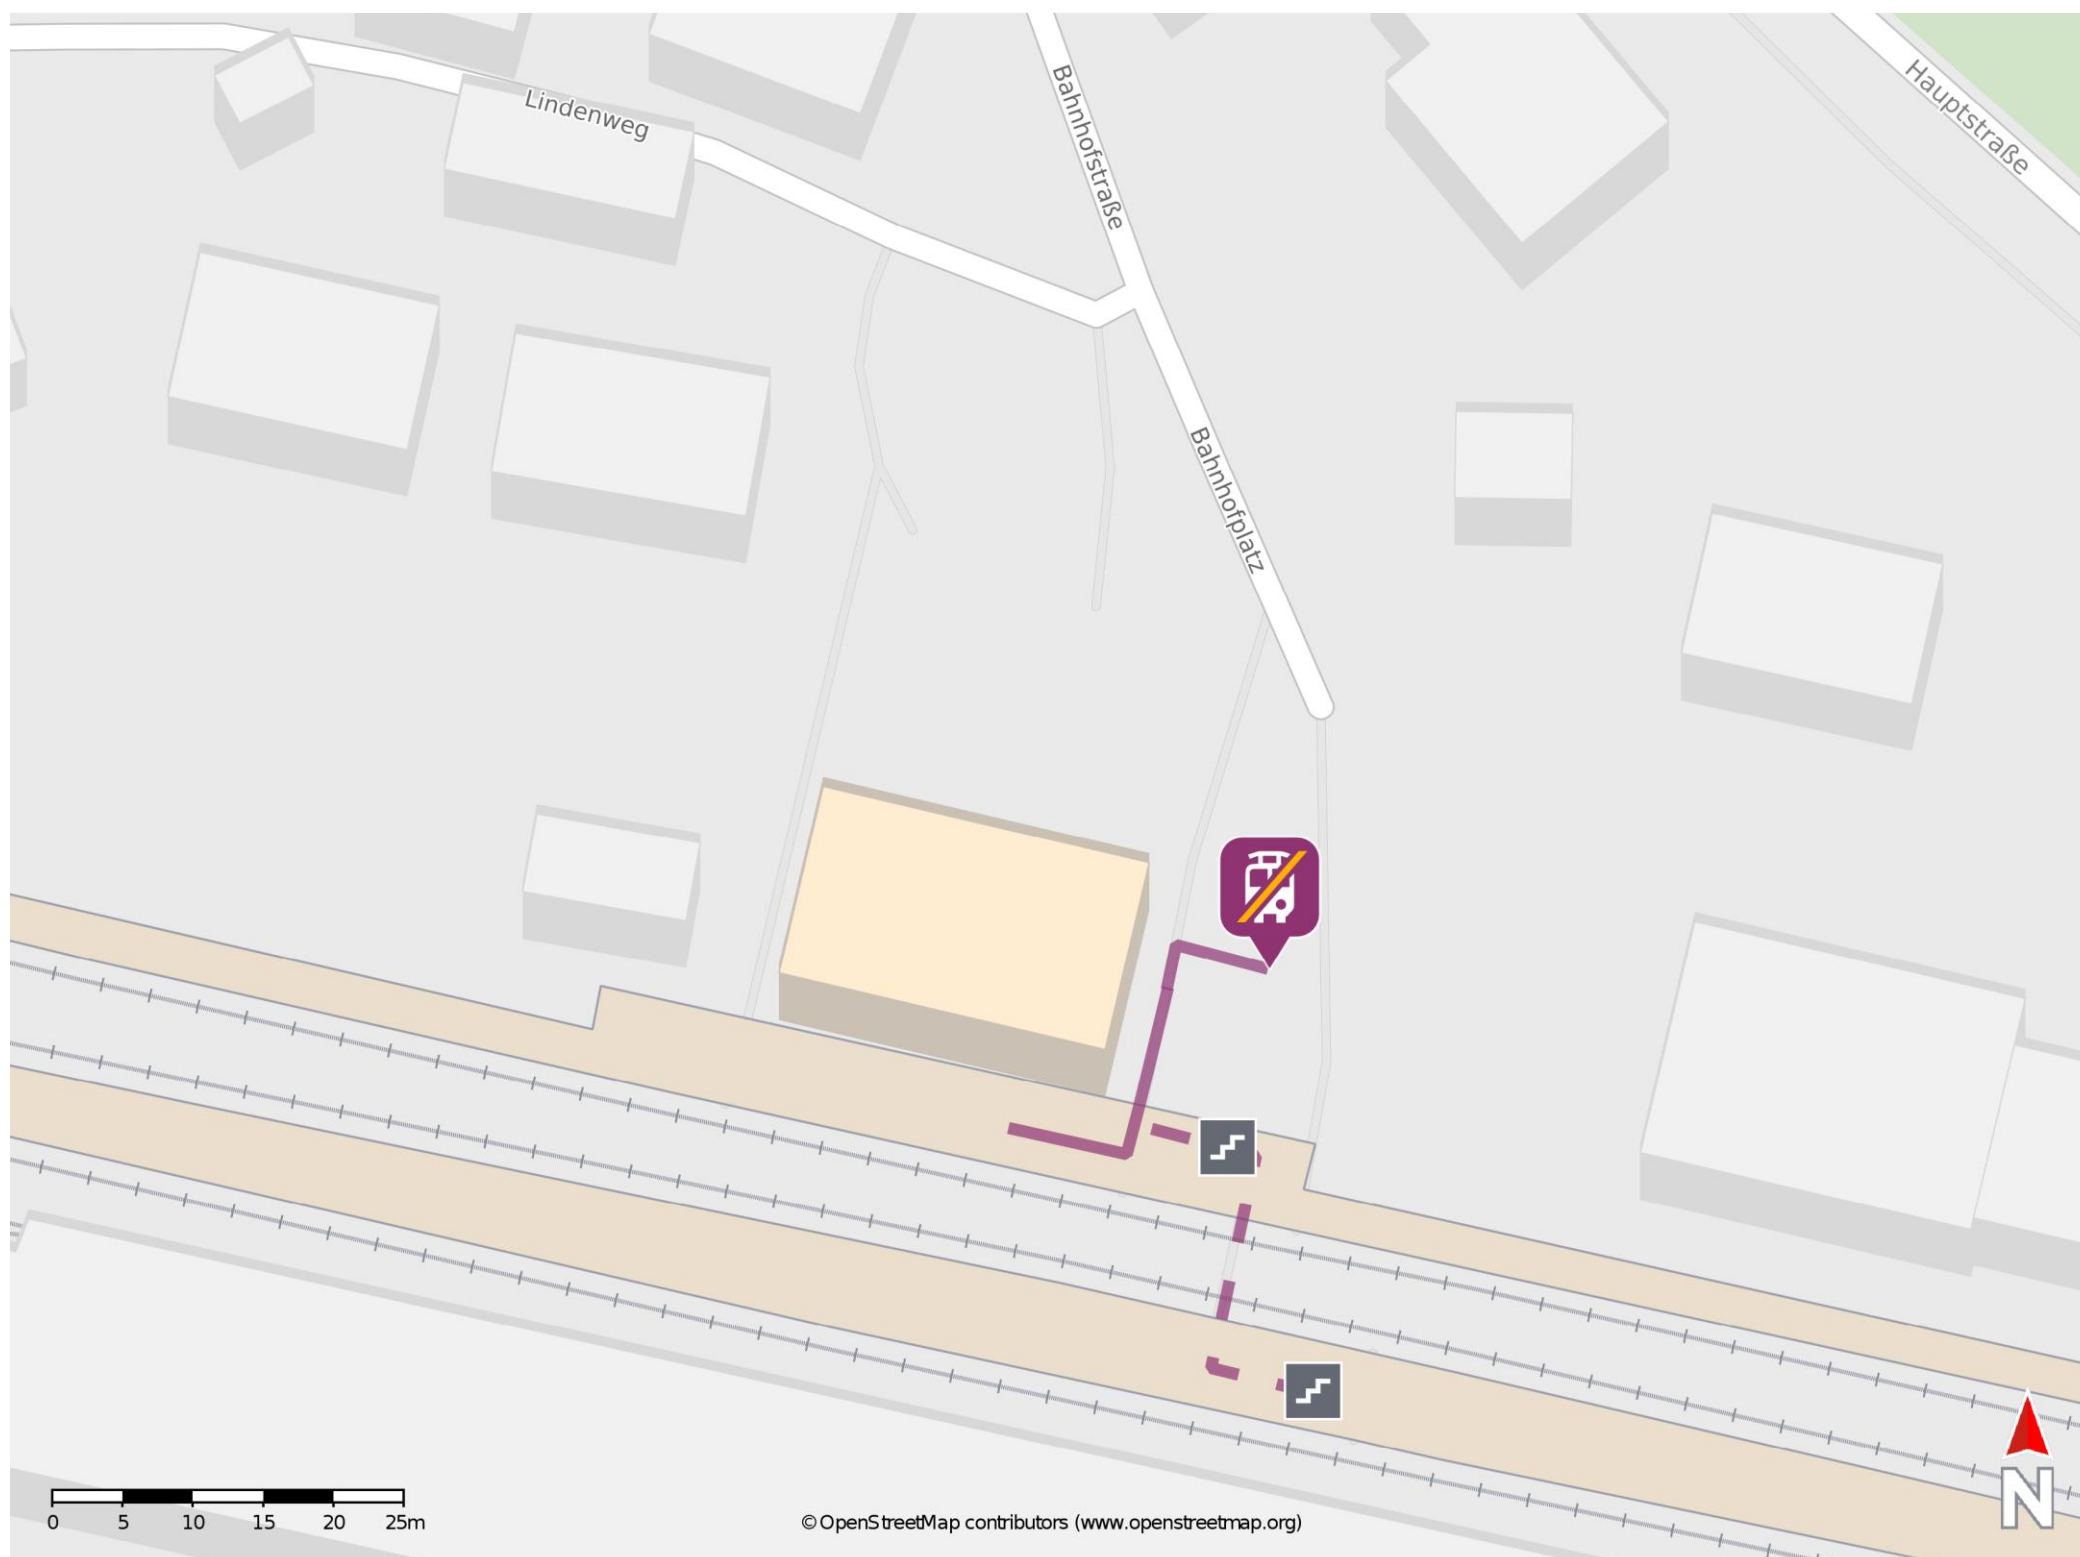 Lindenweg
Bahnhofstraße
Hauptstraße
Bahnhofplatz
0 5 10 15 20 25m
© OpenStreetMap contributors (www.openstreetmap.org)
N